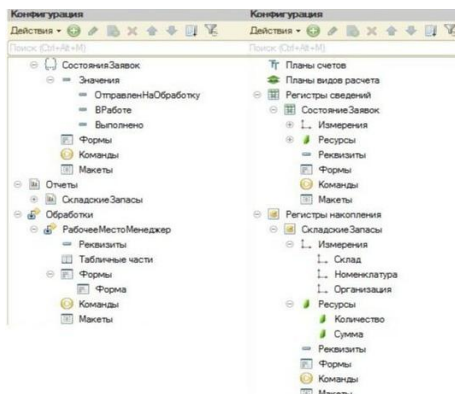 Конфигурация
Действия
Поиск (Ctrl+Alt+M)
СостоянияЗаявок
Значения
ОтправленНаОбработку
ВРаботе
Выполнено
Формы
Команды
Макеты
Отчеты
СкладскиеЗапасы
Обработки
РабочееМестоМенеджер
Реквизиты
Табличные части
Формы
Форма
Команды
Макеты
Конфигурация
Действия
Поиск (Ctrl+Alt+M)
Планы счетов
Планы видов расчета
Регистры сведений
СостояниеЗаявок
Измерения
Ресурсы
Реквизиты
Формы
Команды
Макеты
Регистры накопления
СкладскиеЗапасы
Измерения
Склад
Номенклатура
Организация
Ресурсы
Количество
Сумма
Реквизиты
Формы
Команды
Макеты